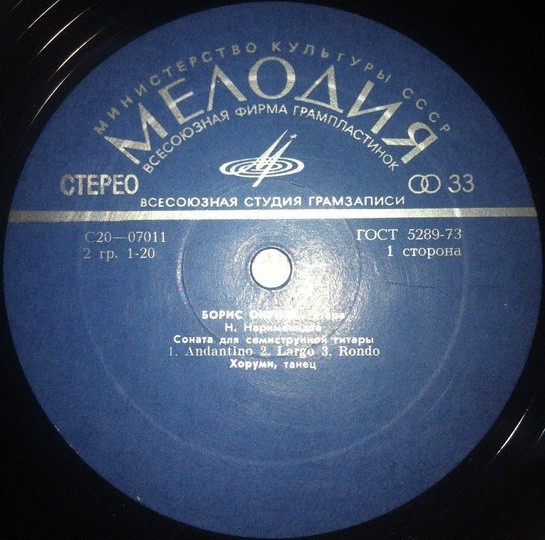 МИНИСТЕРСТВО КУЛЬТУРЫ СССР
МЕЛОДИЯ
ВСЕСОЮЗНАЯ ФИРМА ГРАМПЛАСТИНОК
СТЕРЕО
33
ВСЕСОЮЗНАЯ СТУДИЯ ГРАМЗАПИСИ
С20—07011
ГОСТ 5289-73
2 гр. 1-20
1 сторона
БОРИС
Н. Нариманидзе
Соната для семиструнной гитары
1. Andantino 2. Largo 3. Rondo
Хоруми, танец